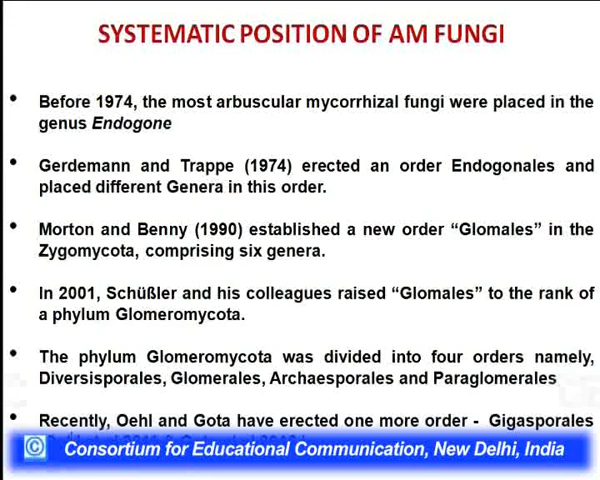 SYSTEMATIC POSITION OF AM FUNGI
• Before 1974, the most arbuscular mycorrhizal fungi were placed in the
genus Endogone
• Gerdemann and Trappe (1974) erected an order Endogonales and
placed different Genera in this order.
• Morton and Benny (1990) established a new order “Glomales” in the
Zygomycota, comprising six genera.
• In 2001, Schüßler and his colleagues raised “Glomales” to the rank of
a phylum Glomeromycota.
• The phylum Glomeromycota was divided into four orders namely,
Diversisporales, Glomerales, Archaesporales and Paraglomerales
• Recently, Oehl and Gota have erected one more order - Gigasporales
© Consortium for Educational Communication, New Delhi, India